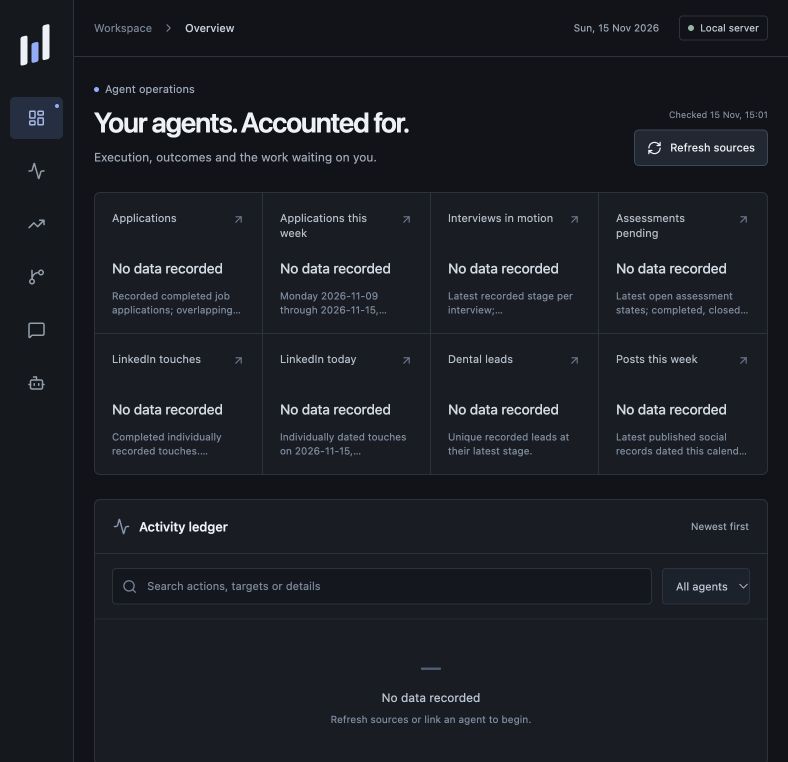 Workspace > Overview
Sun, 15 Nov 2026
Local server
Agent operations
Your agents. Accounted for.
Execution, outcomes and the work waiting on you.
Checked 15 Nov, 15:01
Refresh sources
Applications
No data recorded
Recorded completed job
applications; overlapping...
Applications this
week
No data recorded
Monday 2026-11-09
through 2026-11-15,...
Interviews in motion
No data recorded
Latest recorded stage per
interview;...
Assessments
pending
No data recorded
Latest open assessment
states; completed, closed...
LinkedIn touches
No data recorded
Completed individually
recorded touches....
LinkedIn today
No data recorded
Individually dated touches
on 2026-11-15,...
Dental leads
No data recorded
Unique recorded leads at
their latest stage.
Posts this week
No data recorded
Latest published social
records dated this calend...
Activity ledger
Newest first
Search actions, targets or details
All agents
No data recorded
Refresh sources or link an agent to begin.